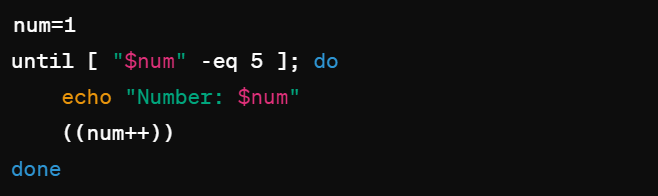 num=1
until [ "$num" -eq 5 ]; do
    echo "Number: $num"
    ((num++))
done